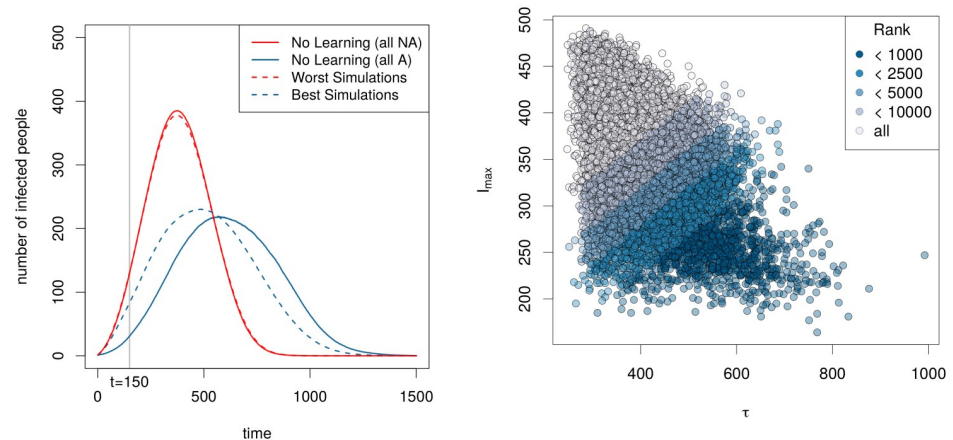 number of infected people
500
400
300
200
100
0
t=150
0 500 1000 1500
time
No Learning (all NA)
No Learning (all A)
Worst Simulations
Best Simulations
I max
500
450
400
350
300
250
200
400 600 800 1000
τ
Rank
< 1000
< 2500
< 5000
< 10000
all